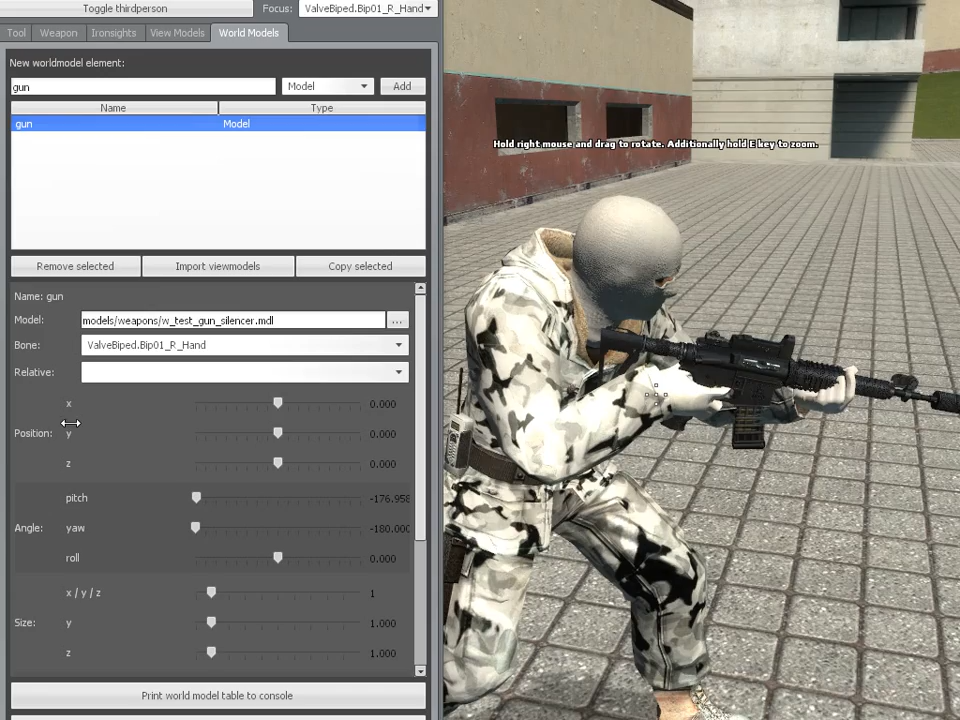 Toggle thirdperson Focus: ValveBiped.Bip01_R_Hand
Tool Weapon Ironsights View Models World Models
New worldmodel element:
gun Model Add
Name Type
gun Model
Hold right mouse and drag to rotate. Additionally hold E key to zoom.
Remove selected Import viewmodels Copy selected
Name: gun
Model: models/weapons/w_test_gun_silencer.mdl ...
Bone: ValveBiped.Bip01_R_Hand
Relative:
x 0.000
Position: y 0.000
z 0.000
pitch -176.958
Angle: yaw -180.000
roll 0.000
x / y / z 1
Size: y 1.000
z 1.000
Print world model table to console